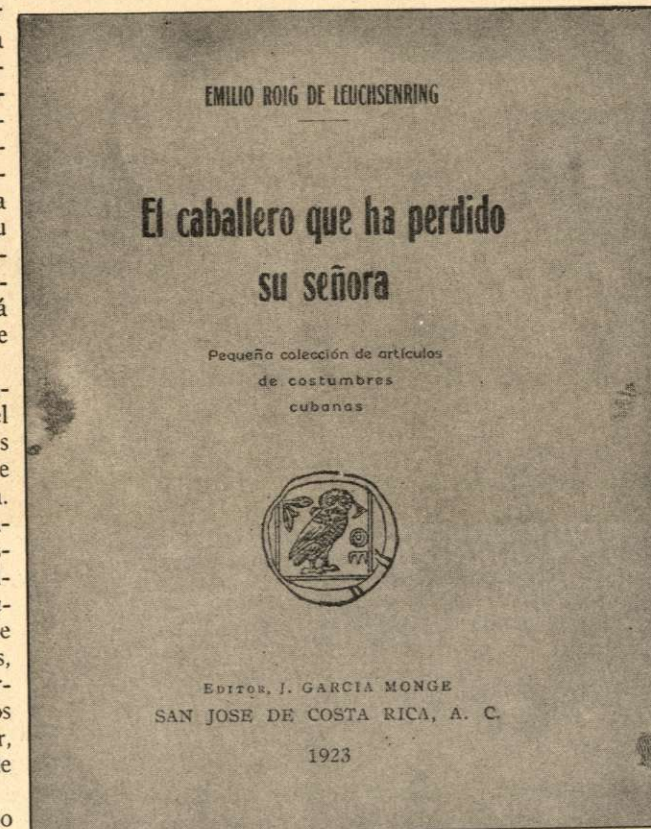 EMILIO ROIG DE LEUCHSENRING
El caballero que ha perdido
su señora
Pequeña colección de artículos
de costumbres
cubanas
EDITOR, J. GARCIA MONGE
SAN JOSE DE COSTA RICA, A. C.
1923